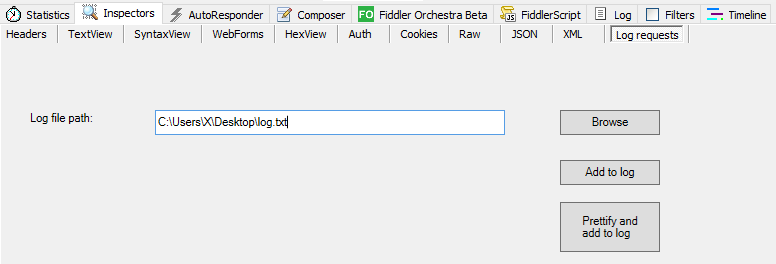 Statistics Inspectors AutoResponder Composer FO Fiddler Orchestra Beta JS FiddlerScript Log Filters Timeline
Headers TextView SyntaxView WebForms HexView Auth Cookies Raw JSON XML Log requests
Log file path: C:\Users\X\Desktop\log.txt Browse
Add to log
Prettify and
add to log